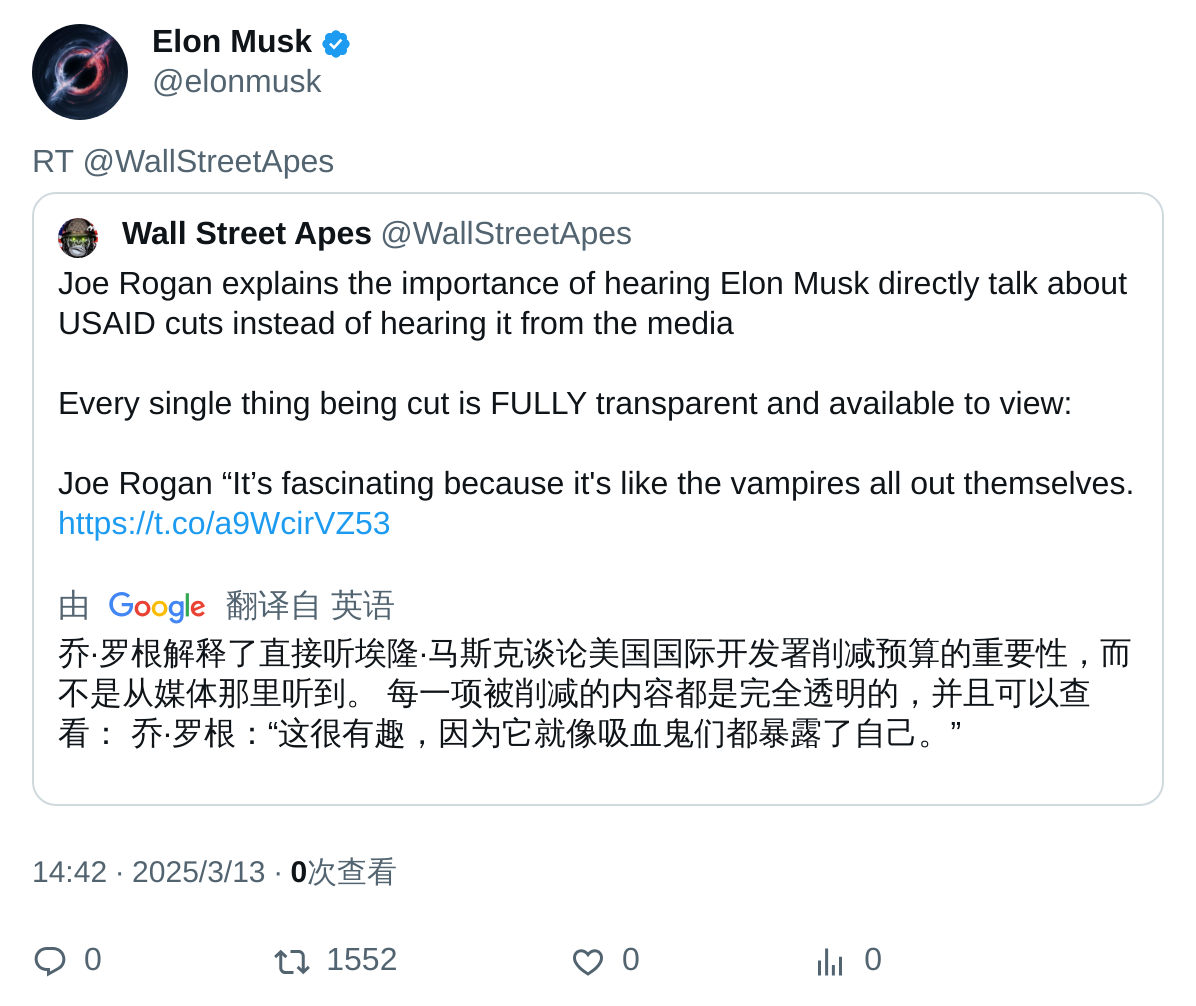 Elon Musk
@elonmusk
RT @WallStreetApes
Wall Street Apes @WallStreetApes
Joe Rogan explains the importance of hearing Elon Musk directly talk about
USAID cuts instead of hearing it from the media
Every single thing being cut is FULLY transparent and available to view:
Joe Rogan “It’s fascinating because it's like the vampires all out themselves.
https://t.co/a9WcirVZ53
由 Google 翻译自 英语
乔·罗根解释了直接听埃隆·马斯克谈论美国国际开发署削减预算的重要性，而
不是从媒体那里听到。 每一项被削减的内容都是完全透明的，并且可以查
看： 乔·罗根：“这很有趣，因为它就像吸血鬼们都暴露了自己。”
14:42 · 2025/3/13 · 0次查看
0 1552 0 0